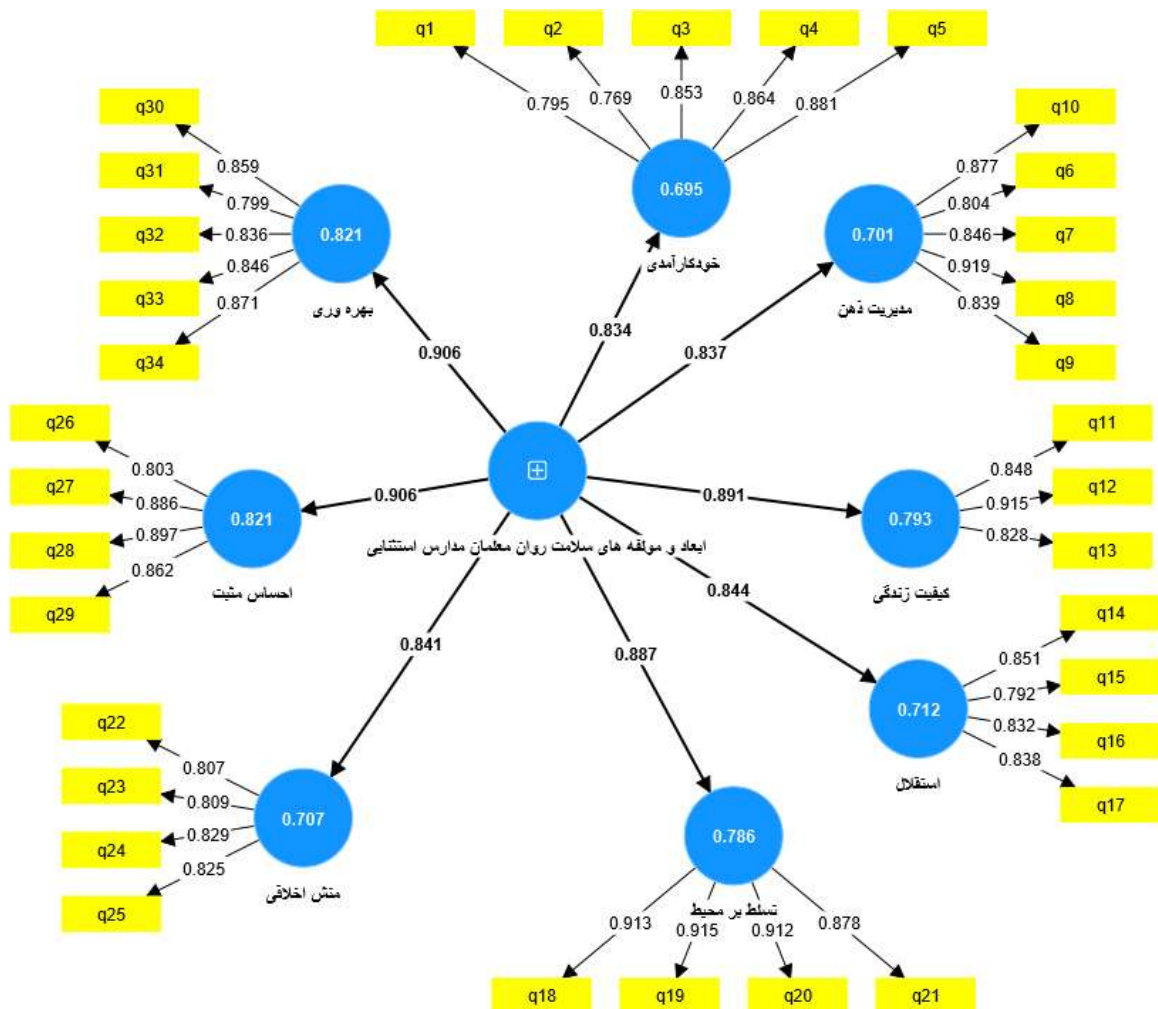 q1
q2
q3
q4
q5
0.795
0.769
0.853
0.864
0.881
0.695
خودکارآمدی
q30
q31
q32
q33
q34
0.859
0.799
0.836
0.846
0.871
0.821
بهره وری
q10
q6
q7
q8
q9
0.877
0.804
0.846
0.919
0.839
0.701
مدیریت ذهن
0.906
0.834
0.837
q26
q27
q28
q29
0.803
0.886
0.897
0.862
0.821
احساس مثبت
0.906
ابعاد و مولفه های سلامت روان معلمان مدارس استثنایی
0.891
q11
q12
q13
0.848
0.915
0.828
0.793
کیفیت زندگی
0.841
0.887
0.844
q14
q15
q16
q17
0.851
0.792
0.832
0.838
0.712
استقلال
q22
q23
q24
q25
0.807
0.809
0.829
0.825
0.707
منش اخلاقی
0.786
تسلط بر محیط
0.913
0.915
0.912
0.878
q18
q19
q20
q21